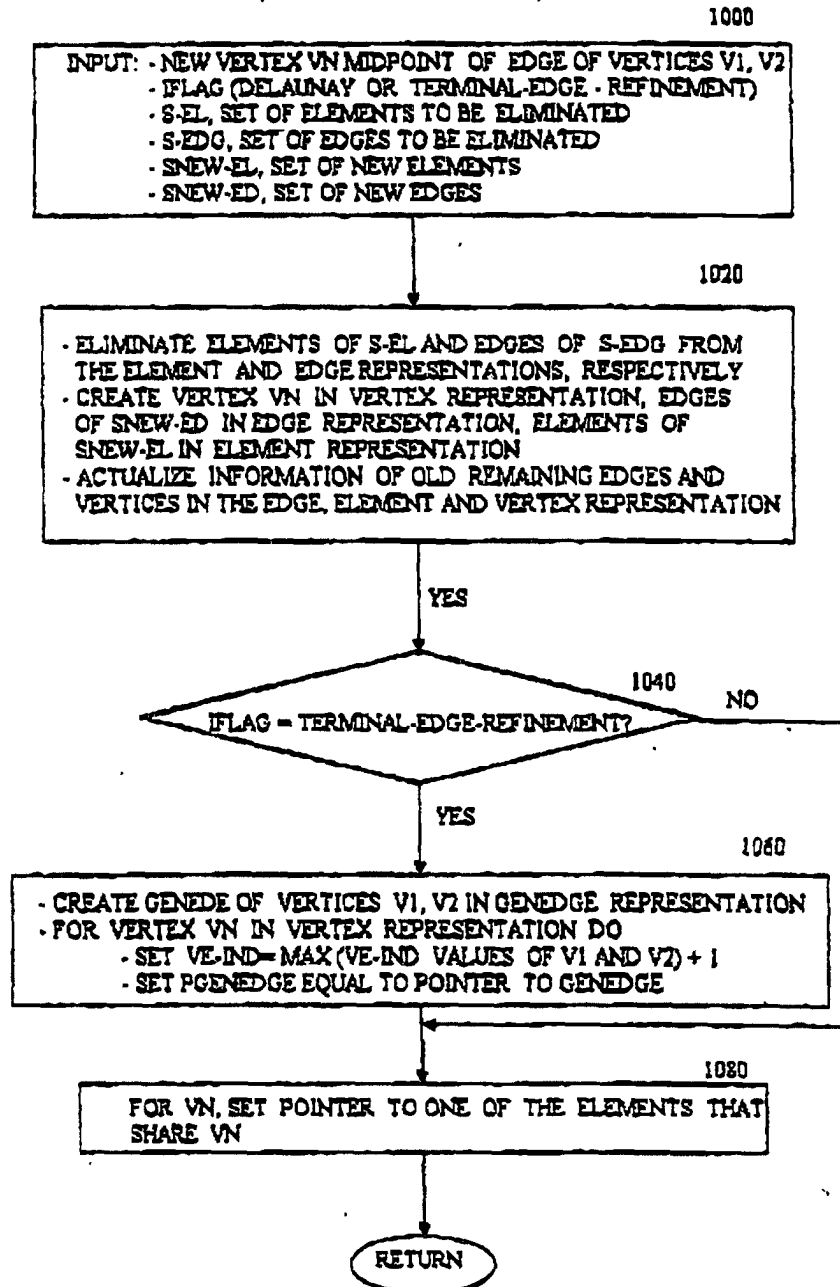 1000
INPUT: - NEW VERTEX VN MIDPOINT OF EDGE OF VERTICES V1, V2
- IFLAG (DELAUNAY OR TERMINAL-EDGE - REFINEMENT)
- S-EL, SET OF ELEMENTS TO BE ELIMINATED
- S-EDG, SET OF EDGES TO BE ELIMINATED
- SNEW-EL, SET OF NEW ELEMENTS
- SNEW-ED, SET OF NEW EDGES
1020
- ELIMINATE ELEMENTS OF S-EL AND EDGES OF S-EDG FROM
THE ELEMENT AND EDGE REPRESENTATIONS, RESPECTIVELY
- CREATE VERTEX VN IN VERTEX REPRESENTATION, EDGES
OF SNEW-ED IN EDGE REPRESENTATION, ELEMENTS OF
SNEW-EL IN ELEMENT REPRESENTATION
- ACTUALIZE INFORMATION OF OLD REMAINING EDGES AND
VERTICES IN THE EDGE, ELEMENT AND VERTEX REPRESENTATION
YES
1040
NO
IFLAG = TERMINAL-EDGE-REFINEMENT?
YES
1060
- CREATE GENEDE OF VERTICES V1, V2 IN GENEDGE REPRESENTATION
- FOR VERTEX VN IN VERTEX REPRESENTATION DO
- SET VE-IND= MAX (VE-IND VALUES OF V1 AND V2) + 1
- SET PGENEDGE EQUAL TO POINTER TO GENEDGE
1080
FOR VN, SET POINTER TO ONE OF THE ELEMENTS THAT
SHARE VN
RETURN